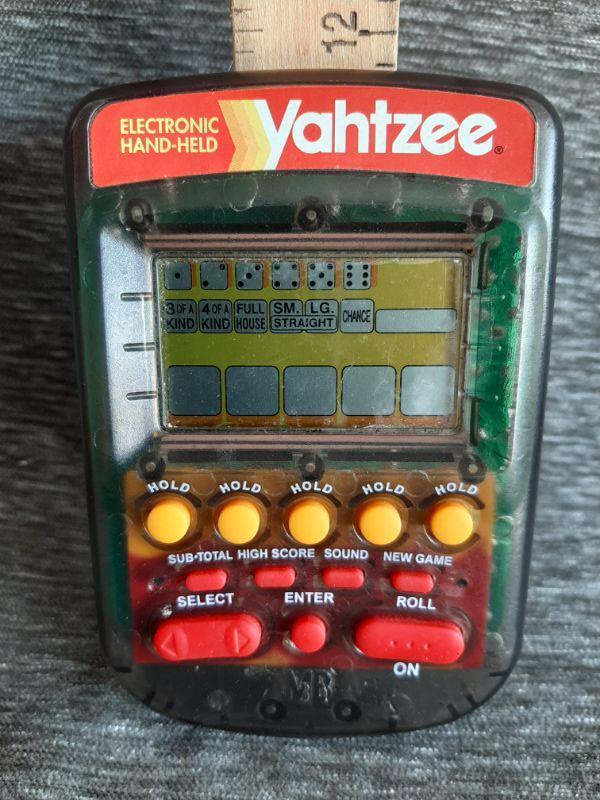 12
ELECTRONIC
HAND-HELD
Yahtzee®
3 OF A KIND
4 OF A KIND
FULL HOUSE
SM. LG.
STRAIGHT
CHANCE
HOLD HOLD HOLD HOLD HOLD
SUB•TOTAL HIGH SCORE SOUND NEW GAME
SELECT ENTER ROLL
ON
MB